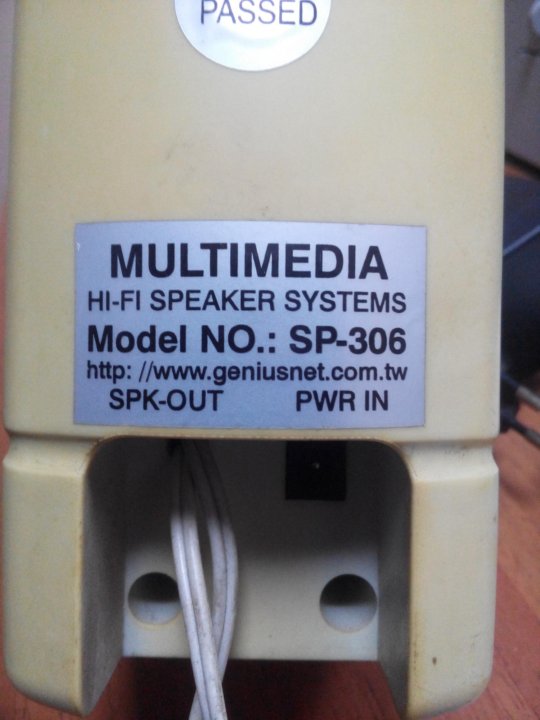 PASSED
MULTIMEDIA
HI-FI SPEAKER SYSTEMS
Model NO.: SP-306
http: //www.geniusnet.com.tw
SPK-OUT PWR IN